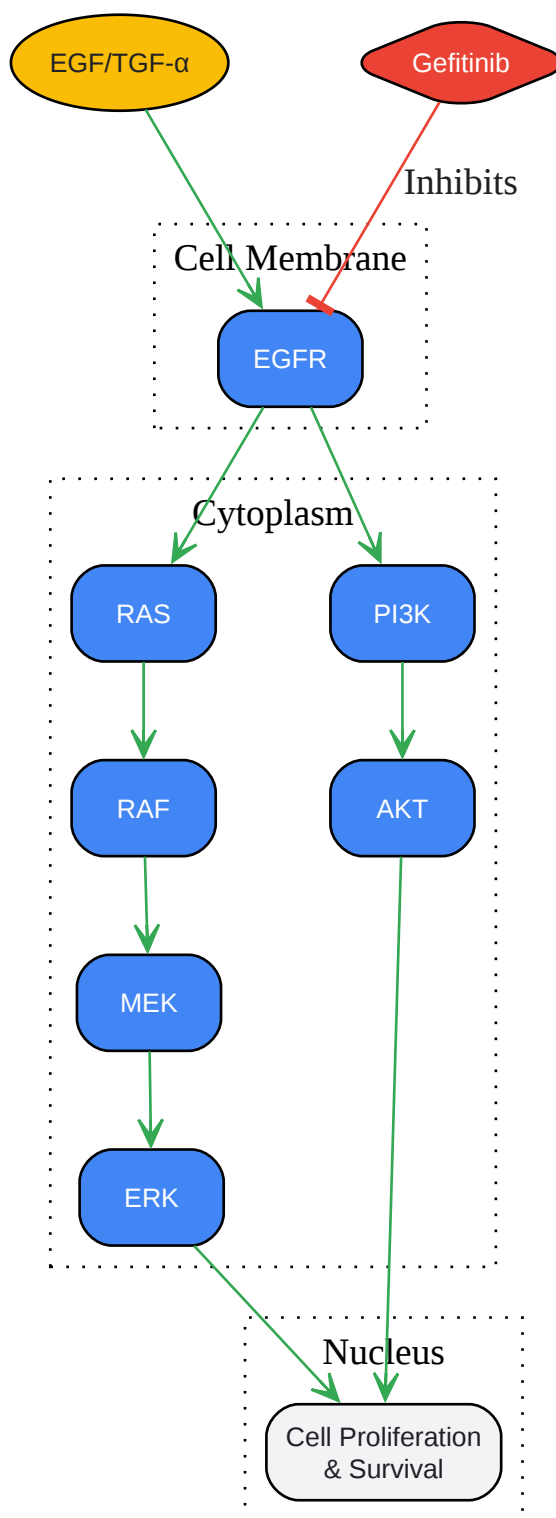 EGF/TGF-α
Gefitinib
Inhibits
Cell Membrane
EGFR
Cytoplasm
RAS
PI3K
RAF
AKT
MEK
ERK
Nucleus
Cell Proliferation
& Survival